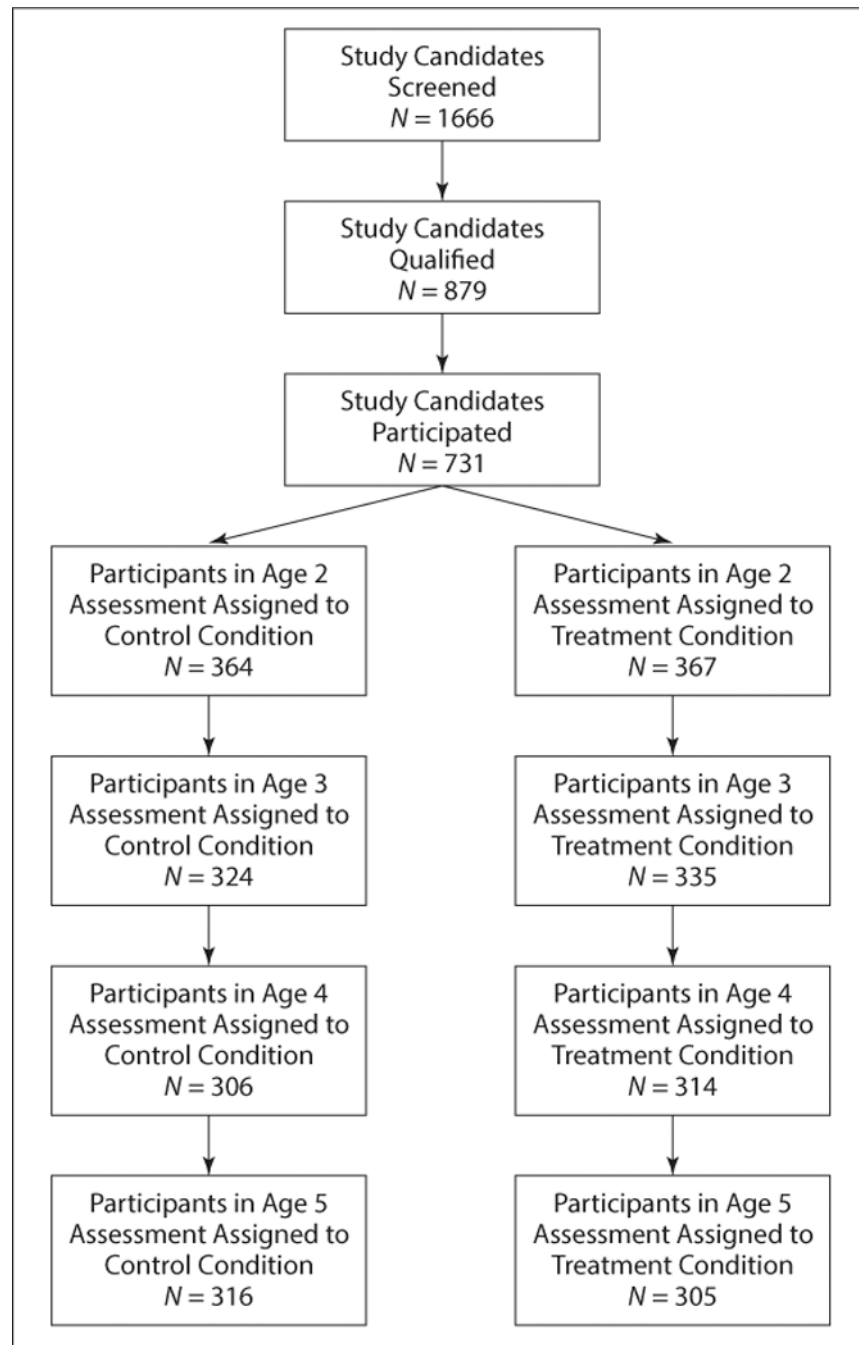 Study Candidates
Screened
N = 1666
Study Candidates
Qualified
N = 879
Study Candidates
Participated
N = 731
Participants in Age 2
Assessment Assigned to
Control Condition
N = 364
Participants in Age 2
Assessment Assigned to
Treatment Condition
N = 367
Participants in Age 3
Assessment Assigned to
Control Condition
N = 324
Participants in Age 3
Assessment Assigned to
Treatment Condition
N = 335
Participants in Age 4
Assessment Assigned to
Control Condition
N = 306
Participants in Age 4
Assessment Assigned to
Treatment Condition
N = 314
Participants in Age 5
Assessment Assigned to
Control Condition
N = 316
Participants in Age 5
Assessment Assigned to
Treatment Condition
N = 305